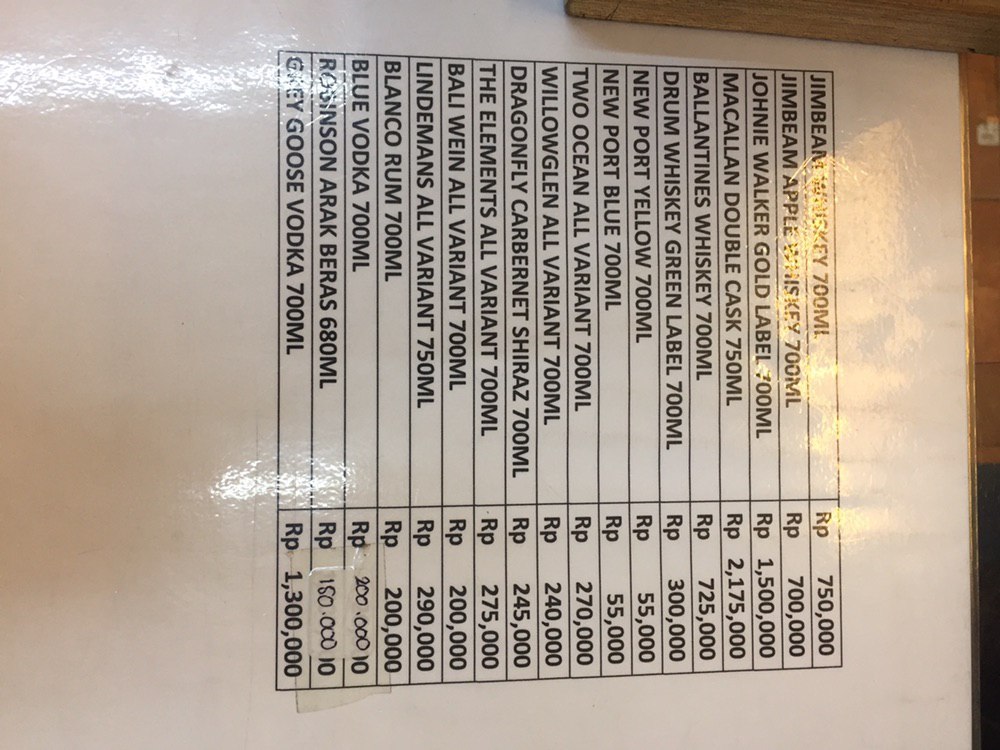 JIMBEAM WHISKEY 700ML Rp 750,000
JIMBEAM APPLE WHISKEY 700ML Rp 700,000
JOHNIE WALKER GOLD LABEL 700ML Rp 1,500,000
MACALAN DOUBLE CASK 750ML Rp 2,175,000
BALLANTINES WHISKEY 700ML Rp 725,000
DRUM WHISKEY GREEN LABEL 700ML Rp 300,000
NEW PORT YELLOW 700ML Rp 55,000
NEW PORT BLUE 700ML Rp 55,000
TWO OCEAN ALL VARIANT 700ML Rp 270,000
WILLOWGLEN ALL VARIANT 700ML Rp 240,000
DRAGONFLY CARBERNET SHIRAZ 700ML Rp 245,000
THE ELEMENTS ALL VARIANT 700ML Rp 275,000
BALI WEIN ALL VARIANT 700ML Rp 200,000
LINDEMANS ALL VARIANT 750ML Rp 290,000
BLANCO RUM 700ML Rp 200,000
BLUE VODKA 700ML Rp 200.000
ROBINSON ARAK BERAS 680ML Rp 180.000
GREY GOOSE VODKA 700ML Rp 1,300,000